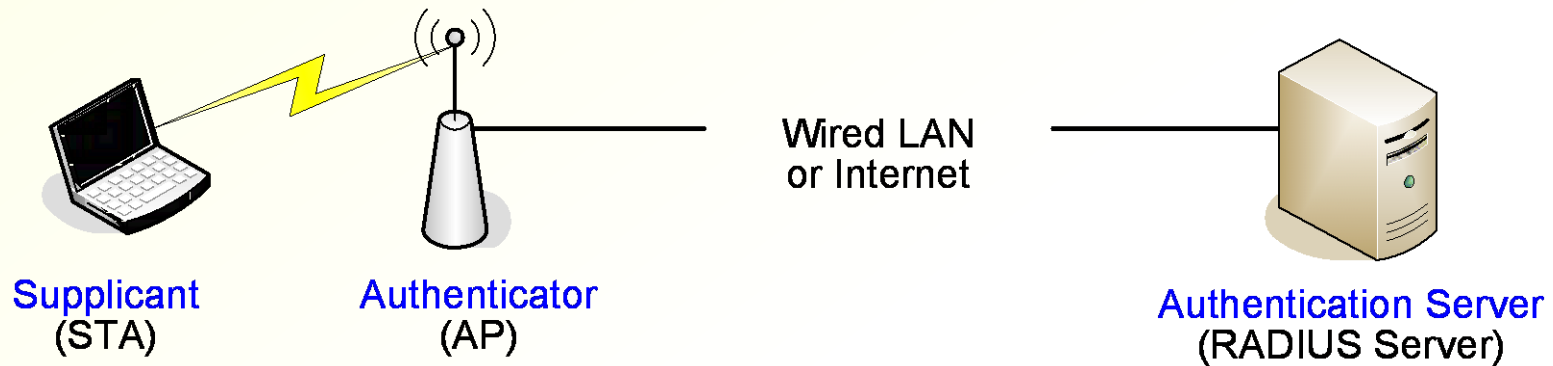 Wired LAN
or Internet
Supplicant
(STA)
Authenticator
(AP)
Authentication Server
(RADIUS Server)